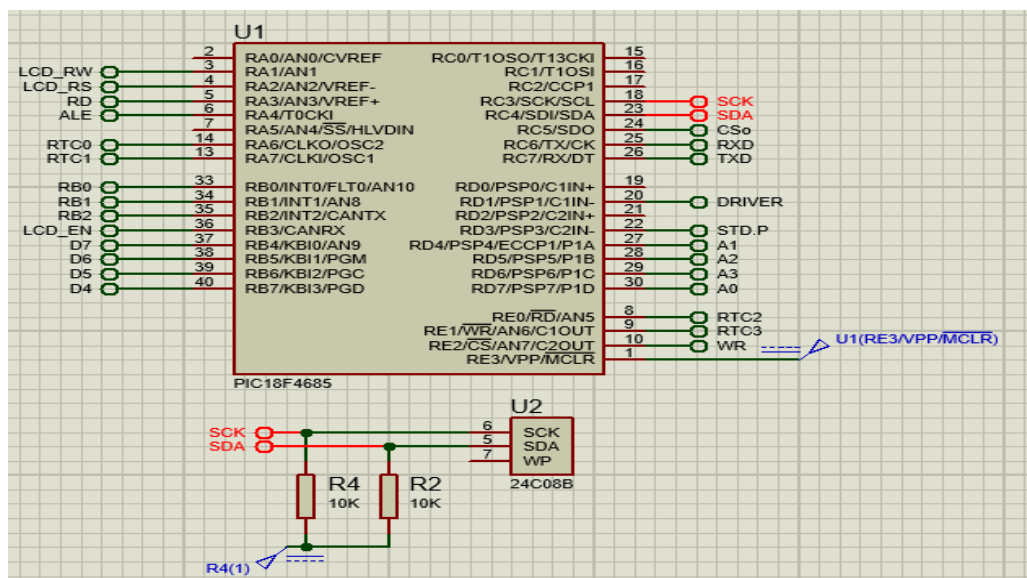 U1
2 RA0/AN0/CVREF RC0/T1OSO/T13CKI 15
LCD_RW 3 RA1/AN1 RC1/T1OSI 16
LCD_RS 4 RA2/AN2/VREF- RC2/CCP1 17
RD 5 RA3/AN3/VREF+ RC3/SCK/SCL 18 SCK
ALE 6 RA4/T0CKI RC4/SDI/SDA 23 SDA
7 RA5/AN4/SS/HLVDIN RC5/SDO 24 CSo
RTC0 14 RA6/CLKO/OSC2 RC6/TX/CK 25 RXD
RTC1 13 RA7/CLKI/OSC1 RC7/RX/DT 26 TXD
RB0 33 RB0/INT0/FLT0/AN10 RD0/PSP0/C1IN+ 19
RB1 34 RB1/INT1/AN8 RD1/PSP1/C1IN- 20 DRIVER
RB2 35 RB2/INT2/CANTX RD2/PSP2/C2IN+ 21
LCD_EN 36 RB3/CANRX RD3/PSP3/C2IN- 22 STD.P
D7 37 RB4/KBI0/AN9 RD4/PSP4/ECCP1/P1A 27 A1
D6 38 RB5/KBI1/PGM RD5/PSP5/P1B 28 A2
D5 39 RB6/KBI2/PGC RD6/PSP6/P1C 29 A3
D4 40 RB7/KBI3/PGD RD7/PSP7/P1D 30 A0
RE0/RD/AN5 8 RTC2
RE1/WR/AN6/C1OUT 9 RTC3
RE2/CS/AN7/C2OUT 10 WR U1(RE3/VPP/MCLR)
RE3/VPP/MCLR 1
PIC18F4685
U2
SCK 6 SCK
SDA 5 SDA
7 WP
24C08B
R4 R2
10K 10K
R4(1)